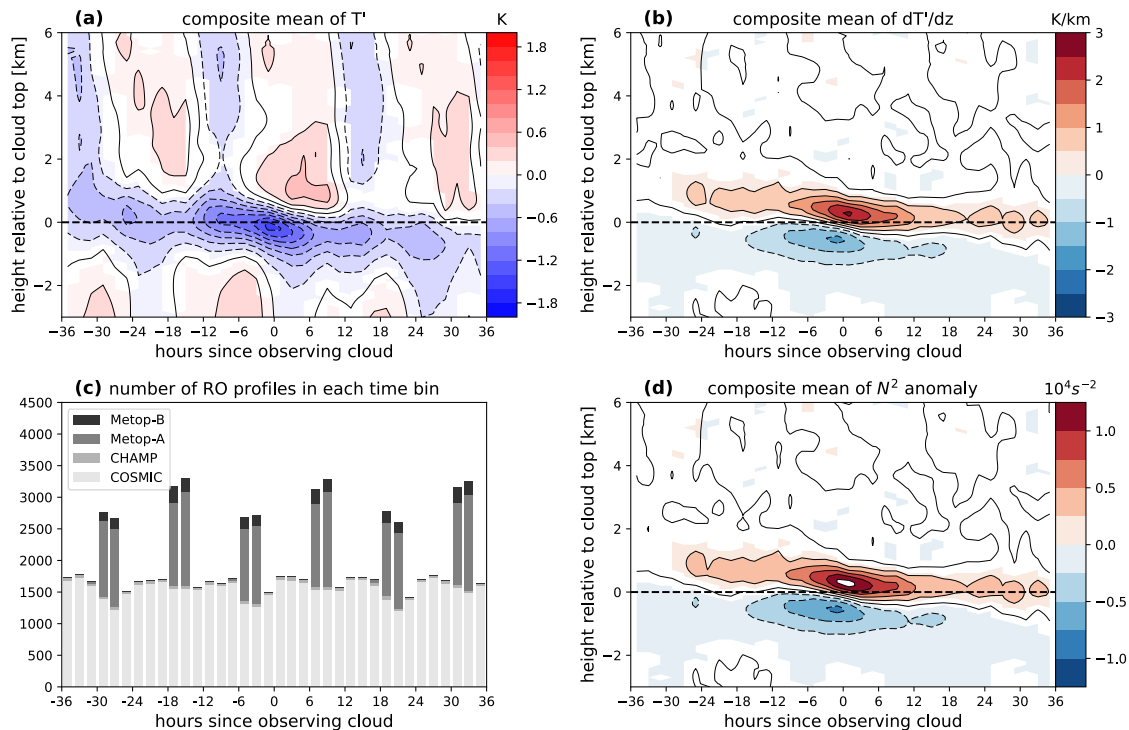 (a) composite mean of T' K
6
4
2
0
−2
height relative to cloud top [km]
1.8
1.2
0.6
0.0
−0.6
−1.2
−1.8
−36 −30 −24 −18 −12 −6 0 6 12 18 24 30 36
hours since observing cloud
(b) composite mean of dT'/dz K/km
6
4
2
0
−2
height relative to cloud top [km]
3
2
1
0
−1
−2
−3
−36 −30 −24 −18 −12 −6 0 6 12 18 24 30 36
hours since observing cloud
(c) number of RO profiles in each time bin
4500
4000
3500
3000
2500
2000
1500
1000
500
0
Metop-B
Metop-A
CHAMP
COSMIC
-36 -30 -24 -18 -12 -6 0 6 12 18 24 30 36
hours since observing cloud
(d) composite mean of N² anomaly 10⁴s⁻²
6
4
2
0
−2
height relative to cloud top [km]
1.0
0.5
0.0
−0.5
−1.0
−36 −30 −24 −18 −12 −6 0 6 12 18 24 30 36
hours since observing cloud